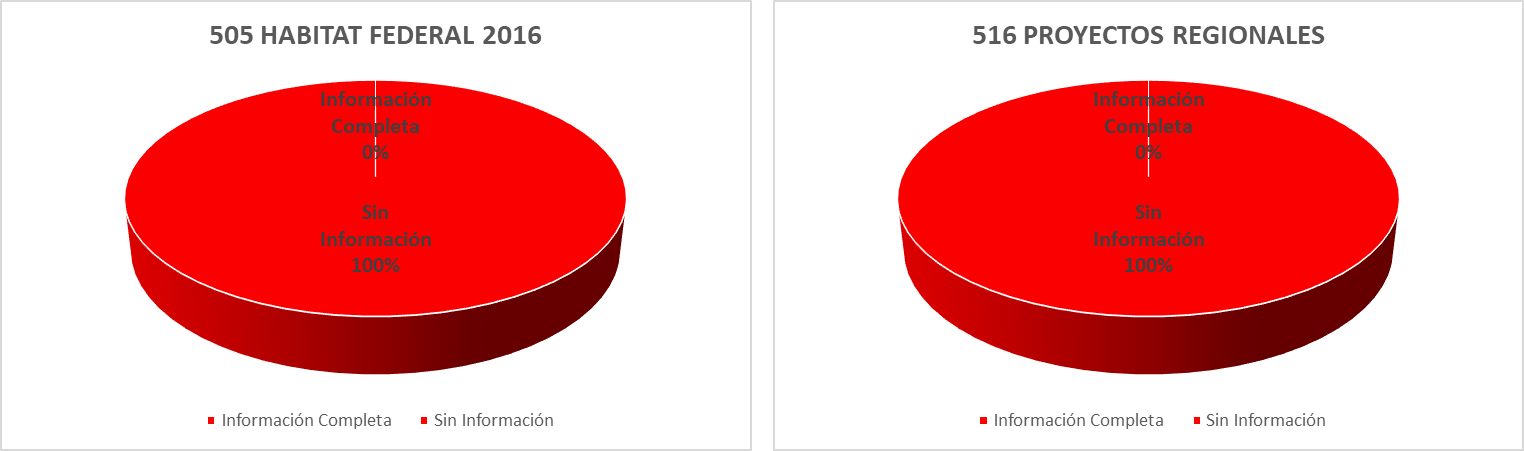 505 HABITAT FEDERAL 2016
Información
Completa
0%
Sin
Información
100%
Información Completa
Sin Información
516 PROYECTOS REGIONALES
Información
Completa
0%
Sin
Información
100%
Información Completa
Sin Información